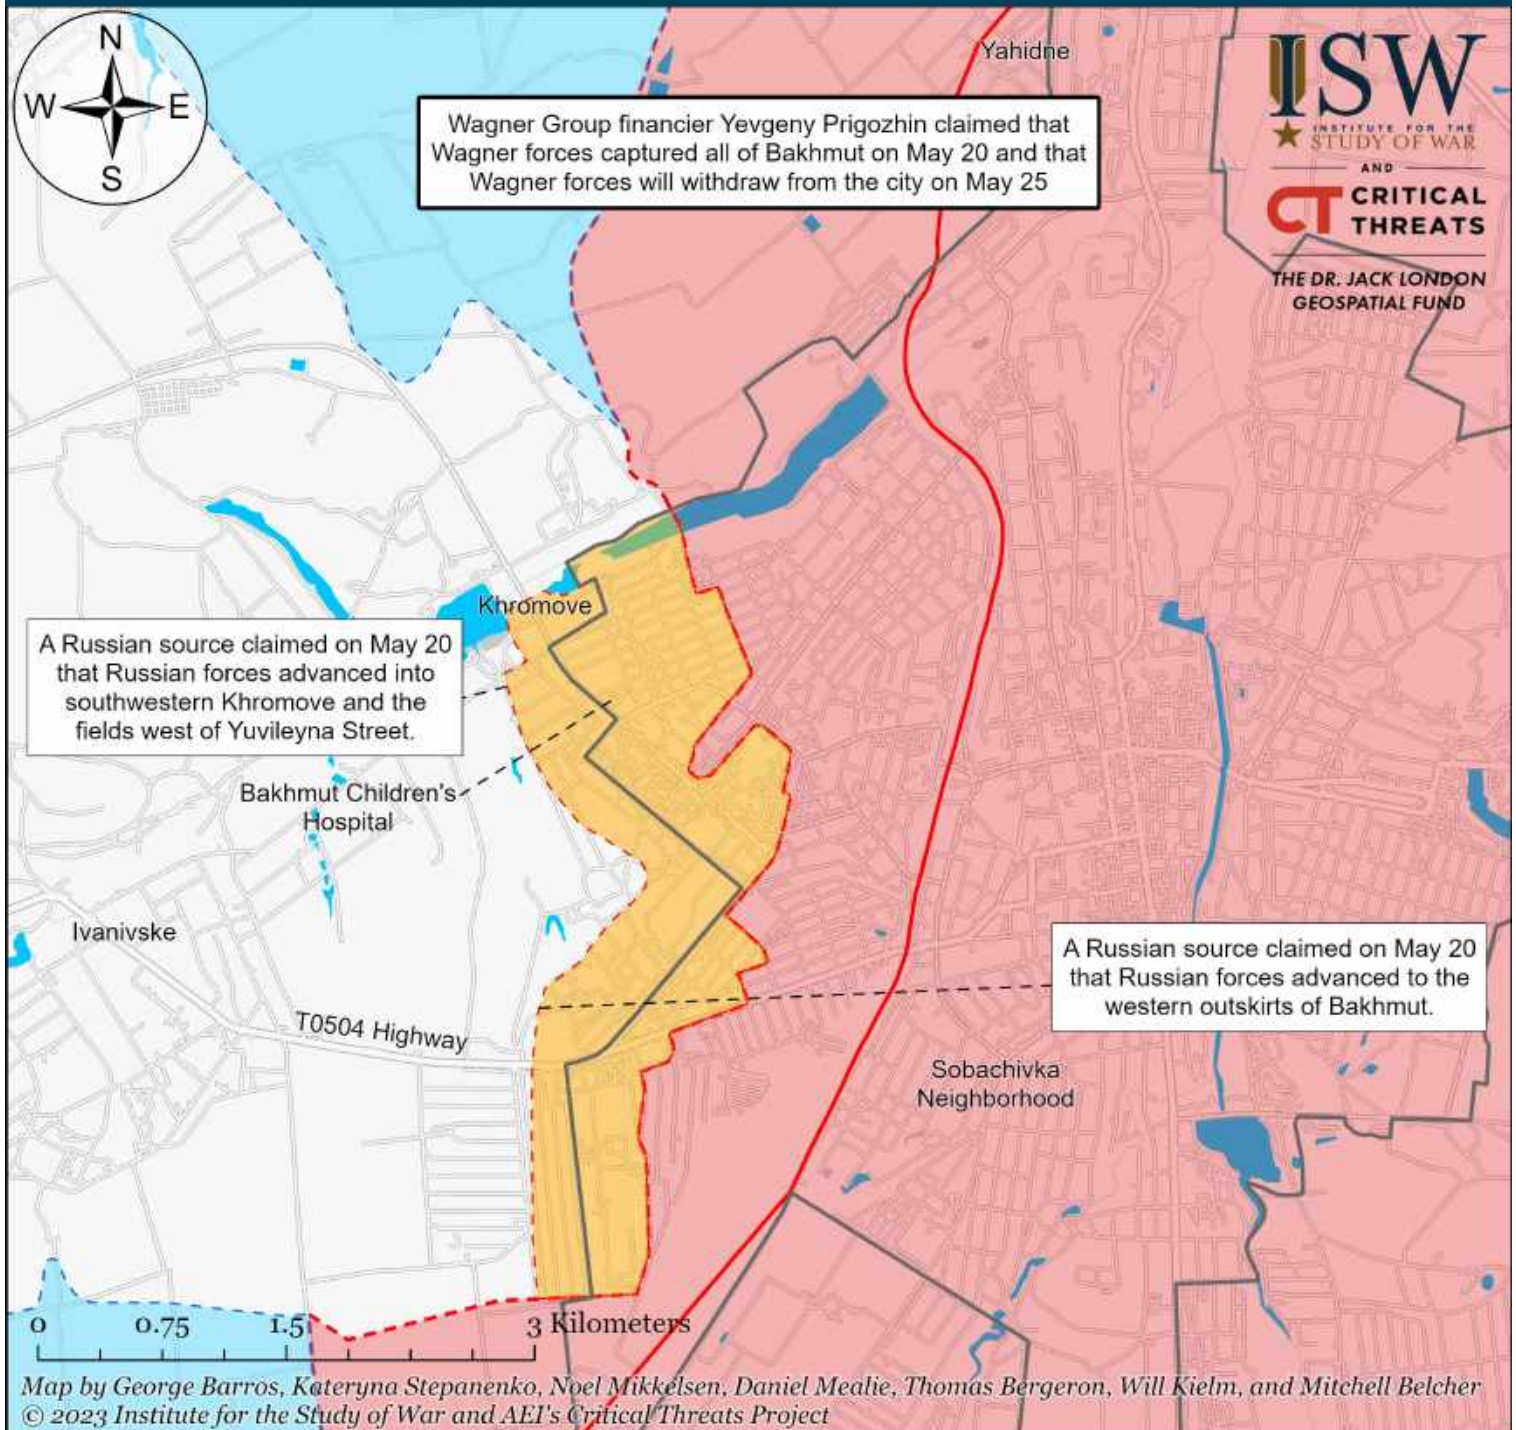 N
W
E
S
Yahidne
ISW
INSTITUTE FOR THE
STUDY OF WAR
AND
CT CRITICAL
THREATS
THE DR. JACK LONDON
GEOSPATIAL FUND
Wagner Group financier Yevgeny Prigozhin claimed that
Wagner forces captured all of Bakhmut on May 20 and that
Wagner forces will withdraw from the city on May 25
Khromove
A Russian source claimed on May 20
that Russian forces advanced into
southwestern Khromove and the
fields west of Yuvileyna Street.
Bakhmut Children's
Hospital
Ivanivske
A Russian source claimed on May 20
that Russian forces advanced to the
western outskirts of Bakhmut.
T0504 Highway
Sobachivka
Neighborhood
0 0.75 1.5 3 Kilometers
Map by George Barros, Kateryna Stepanenko, Noel Mikkelsen, Daniel Mealie, Thomas Bergeron, Will Kielm, and Mitchell Belcher
© 2023 Institute for the Study of War and AEI's Critical Threats Project